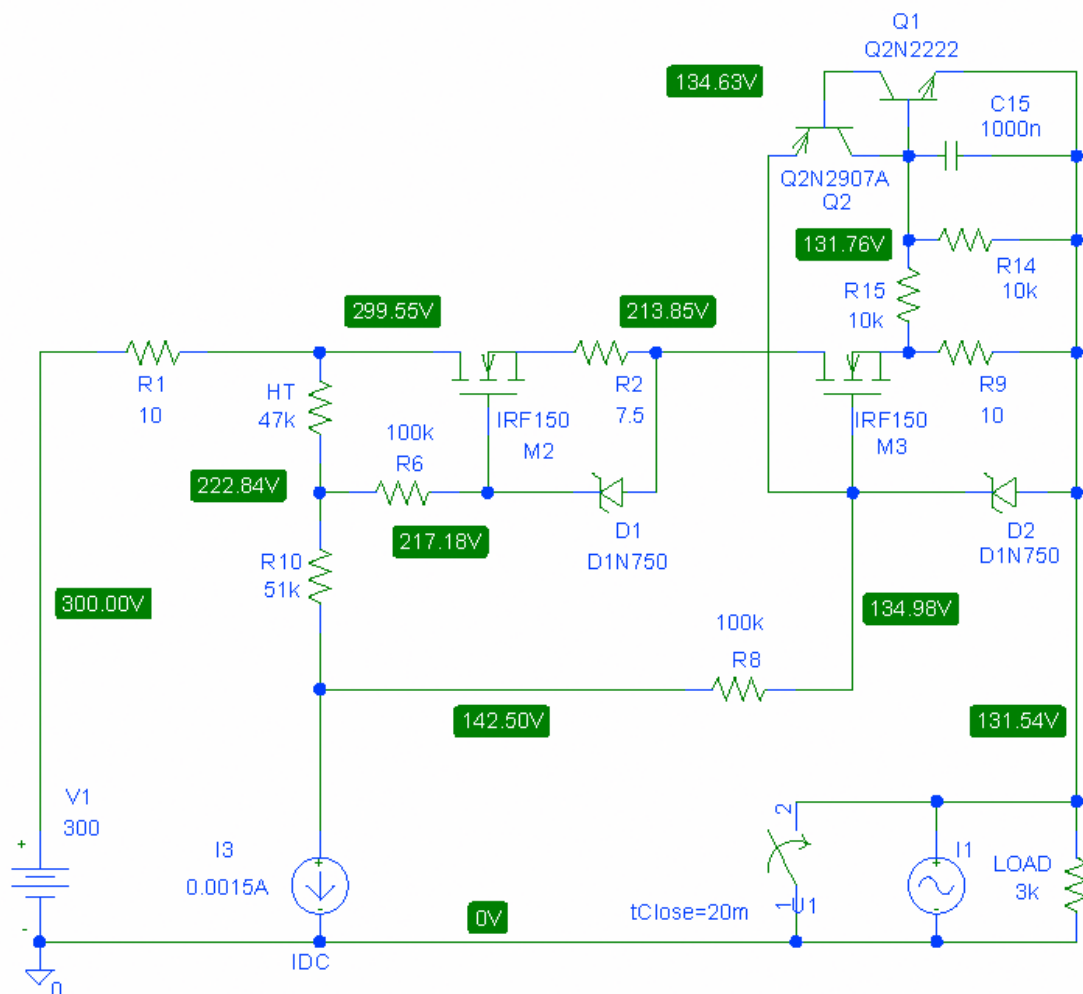 Q1
Q2N2222
134.63V
C15
1000n
Q2N2907A
Q2
131.76V
R14
10k
R15
10k
299.55V
213.85V
R1
10
HT
47k
R2
7.5
R9
10
IRF150
M2
IRF150
M3
100k
R6
222.84V
217.18V
D1
D1N750
D2
D1N750
R10
51k
300.00V
134.98V
100k
R8
142.50V
131.54V
V1
300
+
-
I3
0.0015A
+
-
2
1
U1
tClose=20m
I1
+
-
LOAD
3k
0V
IDC
0